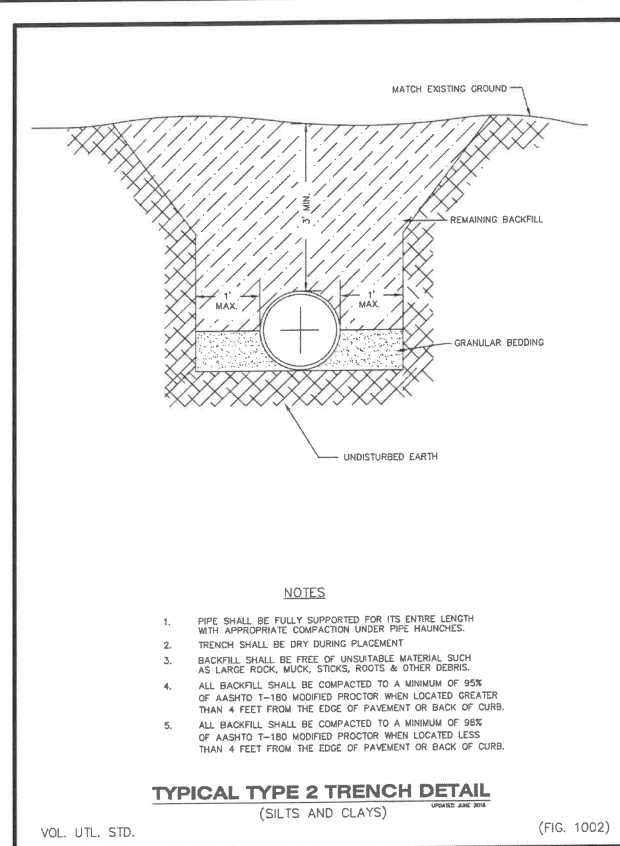 MATCH EXISTING GROUND
3' MIN.
REMAINING BACKFILL
1'
MAX.
1'
MAX.
GRANULAR BEDDING
UNDISTURBED EARTH
NOTES
1. PIPE SHALL BE FULLY SUPPORTED FOR ITS ENTIRE LENGTH
WITH APPROPRIATE COMPACTION UNDER PIPE HAUNCHES.
2. TRENCH SHALL BE DRY DURING PLACEMENT
3. BACKFILL SHALL BE FREE OF UNSUITABLE MATERIAL SUCH
AS LARGE ROCK, MUCK, STICKS, ROOTS & OTHER DEBRIS.
4. ALL BACKFILL SHALL BE COMPACTED TO A MINIMUM OF 95%
OF AASHTO T-180 MODIFIED PROCTOR WHEN LOCATED GREATER
THAN 4 FEET FROM THE EDGE OF PAVEMENT OR BACK OF CURB.
5. ALL BACKFILL SHALL BE COMPACTED TO A MINIMUM OF 98%
OF AASHTO T-180 MODIFIED PROCTOR WHEN LOCATED LESS
THAN 4 FEET FROM THE EDGE OF PAVEMENT OR BACK OF CURB.
TYPICAL TYPE 2 TRENCH DETAIL
UPDATED JUNE 2018
(SILTS AND CLAYS)
VOL. UTL. STD.
(FIG. 1002)